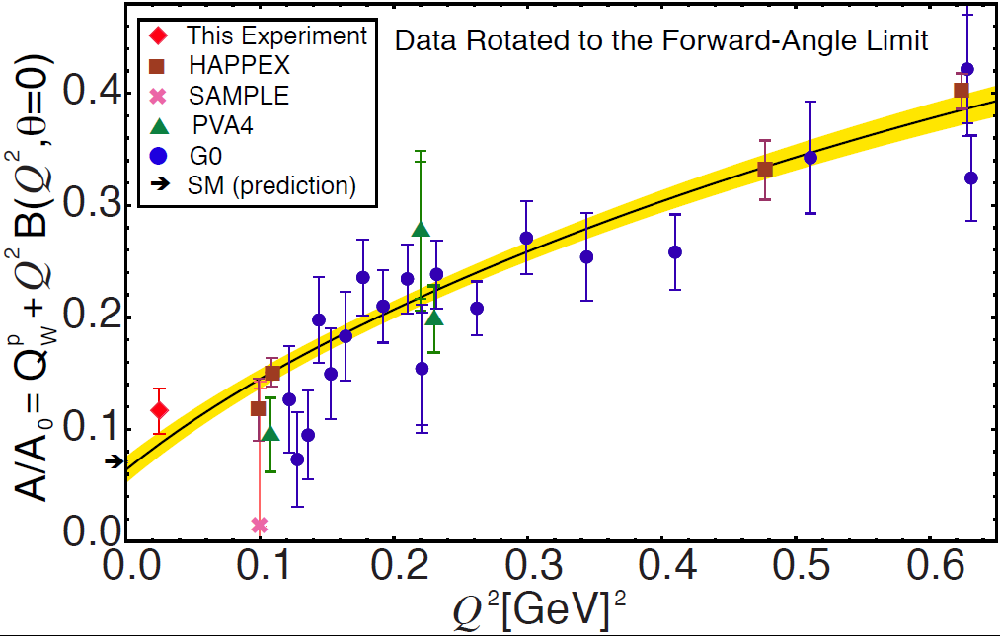 Data Rotated to the Forward-Angle Limit
This Experiment
HAPPEX
SAMPLE
PVA4
G0
SM (prediction)
A/A₀= Qᵖ_W + Q² B(Q²,θ=0)
0.4
0.3
0.2
0.1
0.0
0.0 0.1 0.2 0.3 0.4 0.5 0.6
Q²[GeV]²